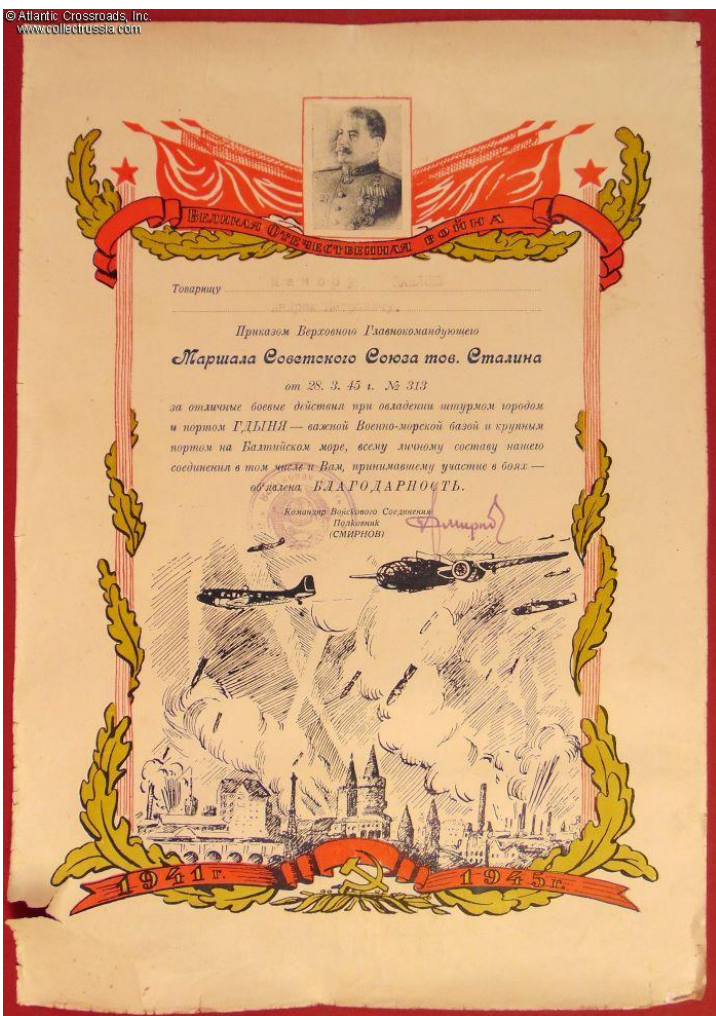 © Atlantic Crossroads, Inc.
www.collectrussia.com
ВЕЛИКАЯ ОТЕЧЕСТВЕННАЯ ВОЙНА
Товарищу
Приказом Верховного Главнокомандующего
Маршала Советского Союза тов. Сталина
от 28. 3. 45 г. № 313
за отличные боевые действия при овладении штурмом городом
и портом ГДЫНЯ — важной Военно-морской базой и крупным
портом на Балтийском море, всему личному составу нашего
соединения в том числе и Вам, принимавшему участие в боях —
об'явлена БЛАГОДАРНОСТЬ.
Командир Войскового Соединения
Полковник
(СМИРНОВ)
1941 г. 1945 г.